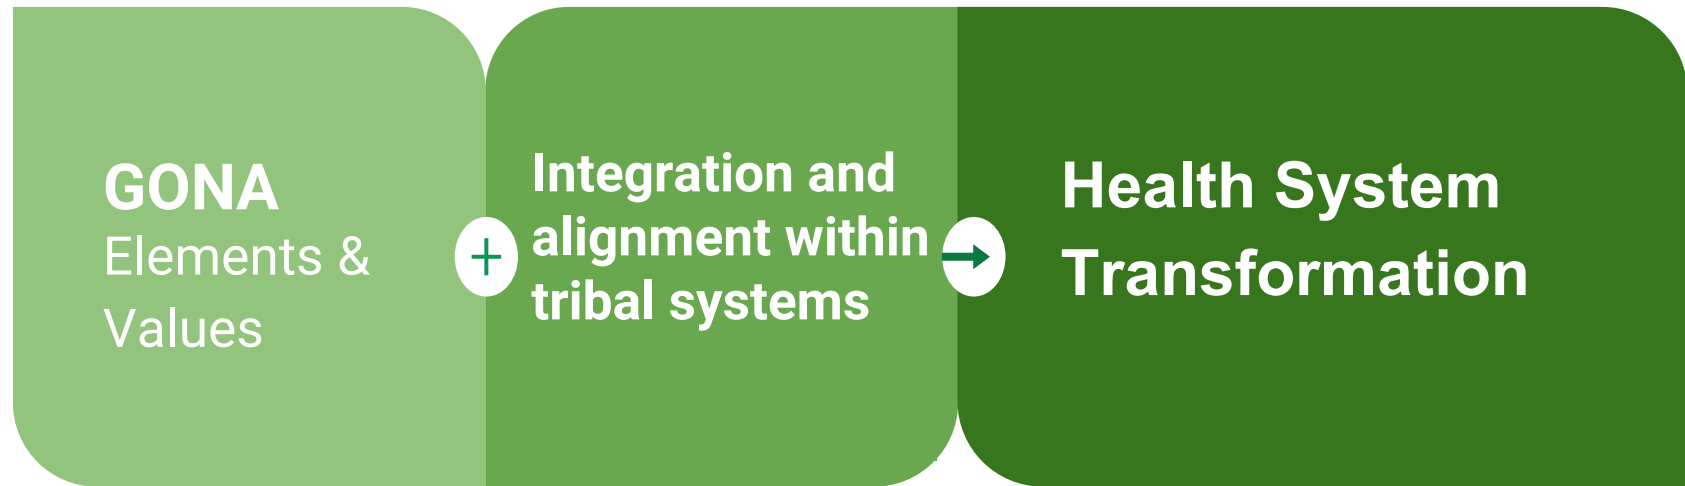 GONA
Elements &
Values
+
Integration and
alignment within
tribal systems
Health System
Transformation